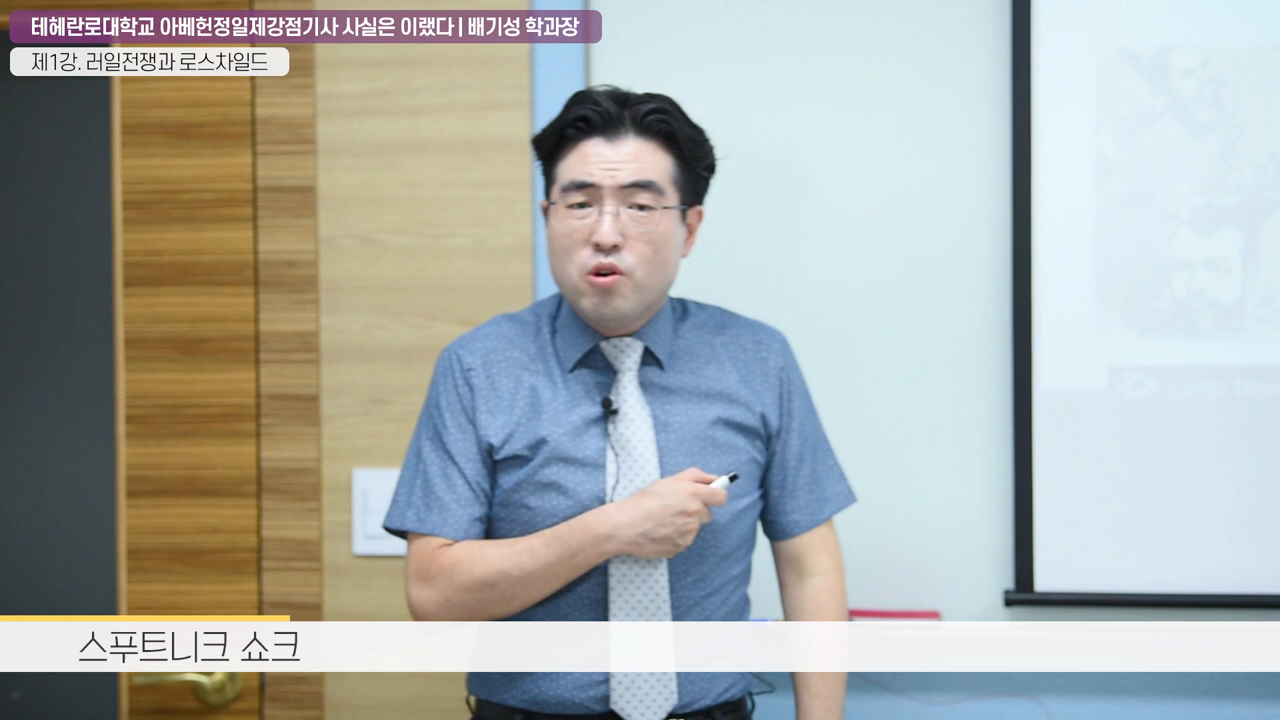 테헤란로대학교 아베헌정일제강점기사 사실은 이랬다 | 배기성 학과장
제1강. 러일전쟁과 로스차일드
스푸트니크 쇼크